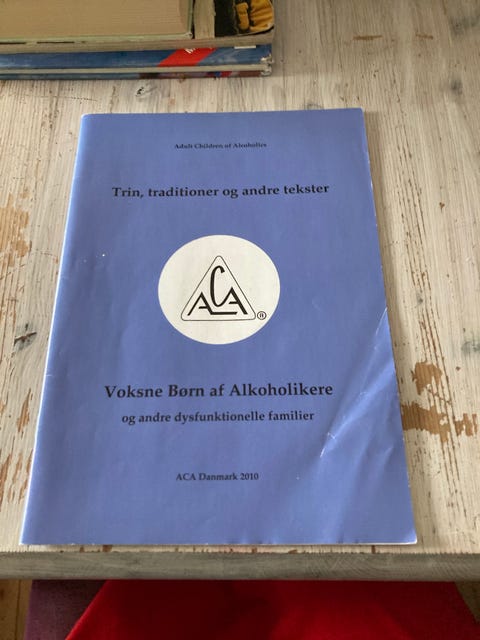 Adult Children af Alcoholics
Trin, traditioner og andre tekster
ACA
®
Voksne Børn af Alkoholikere
og andre dysfunktionelle familier
ACA Danmark 2010